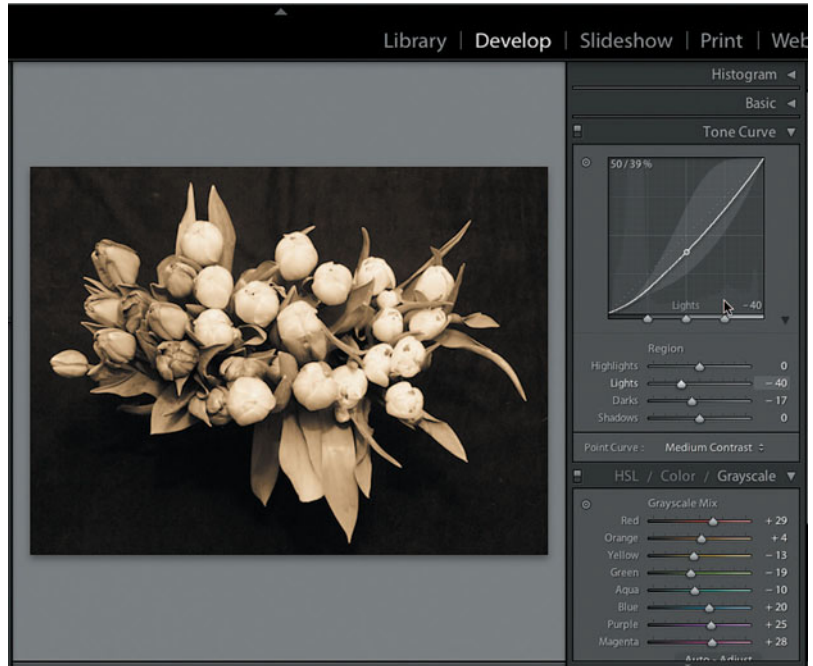 Library | Develop | Slideshow | Print | Web
Histogram
Basic
Tone Curve
50 / 39 %
Lights - 40
Region
Highlights 0
Lights - 40
Darks - 17
Shadows 0
Point Curve : Medium Contrast
HSL / Color / Grayscale
Grayscale Mix
Red + 29
Orange + 4
Yellow - 13
Green - 19
Aqua - 10
Blue + 20
Purple + 25
Magenta + 28
Auto - Adjust